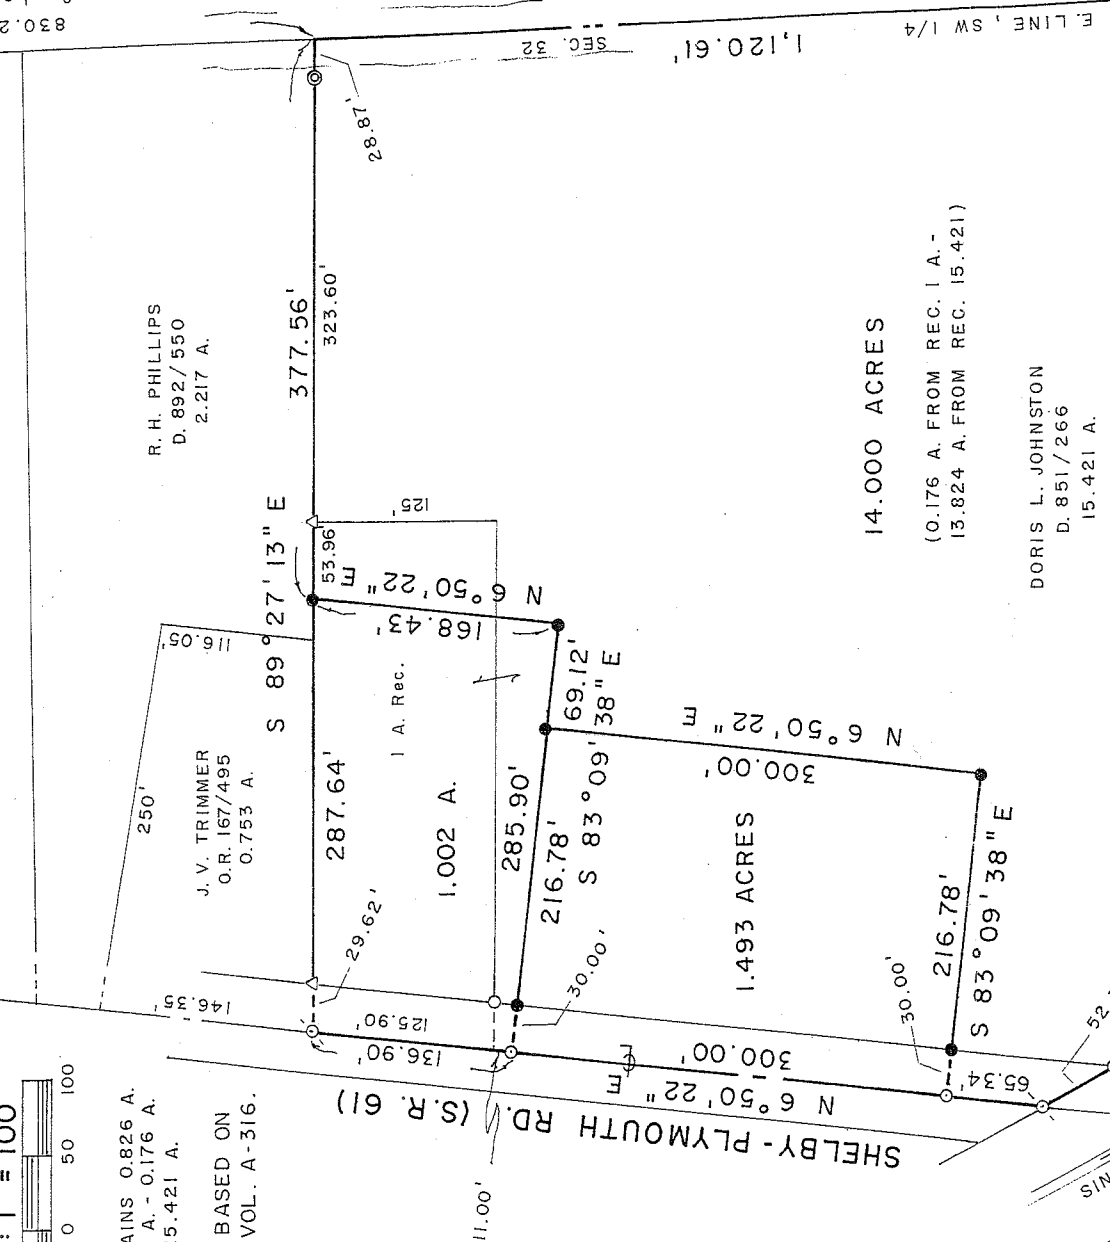 830.2
E. LINE, SW 1/4
SEC. 32
1,120.61'
28.87'
R. H. PHILLIPS
D. 892/550
2.217 A.
377.56'
323.60'
S 89° 27' 13" E
125'
53.96
N 6°50'22" E
168.43'
116.05'
250'
J. V. TRIMMER
O.R. 167/495
0.753 A.
1 A. Rec.
287.64'
1.002 A.
285.90'
69.12'
216.78'
S 83° 09' 38" E
29.62'
30.00'
146.35'
125.90'
136.90'
14.000 ACRES
(0.176 A. FROM REC. 1 A. -
13.824 A. FROM REC. 15.421)
DORIS L. JOHNSTON
D. 851/266
15.421 A.
N 6°50'22" E
300.00'
1.493 ACRES
216.78'
S 83° 09' 38" E
30.00'
300.00'
N 6°50'22" E
65.34'
52.
SHELBY-PLYMOUTH RD. (S.R. 61)
11.00'
: 1" = 100
0 50 100
AINS 0.826 A.
A. - 0.176 A.
5.421 A.
BASED ON
VOL. A-316.
NIS